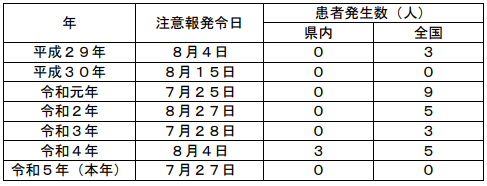 年 注意報発令日 患者発生数（人）
県内 全国
平成２９年 ８月４日 ０ ３
平成３０年 ８月１５日 ０ ０
令和元年 ７月２５日 ０ ９
令和２年 ８月２７日 ０ ５
令和３年 ７月２８日 ０ ３
令和４年 ８月４日 ３ ５
令和５年（本年） ７月２７日 ０ ０